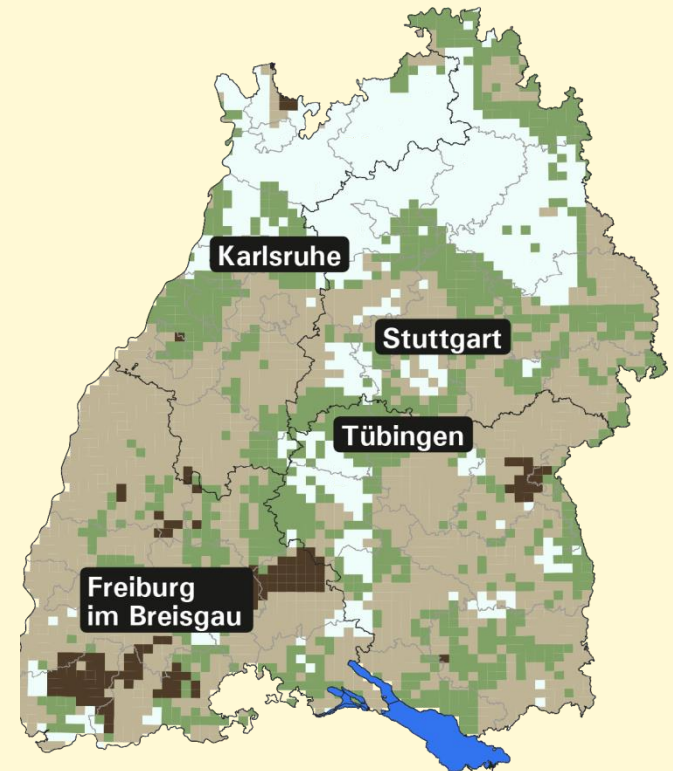 Karlsruhe
Stuttgart
Tübingen
Freiburg
im Breisgau